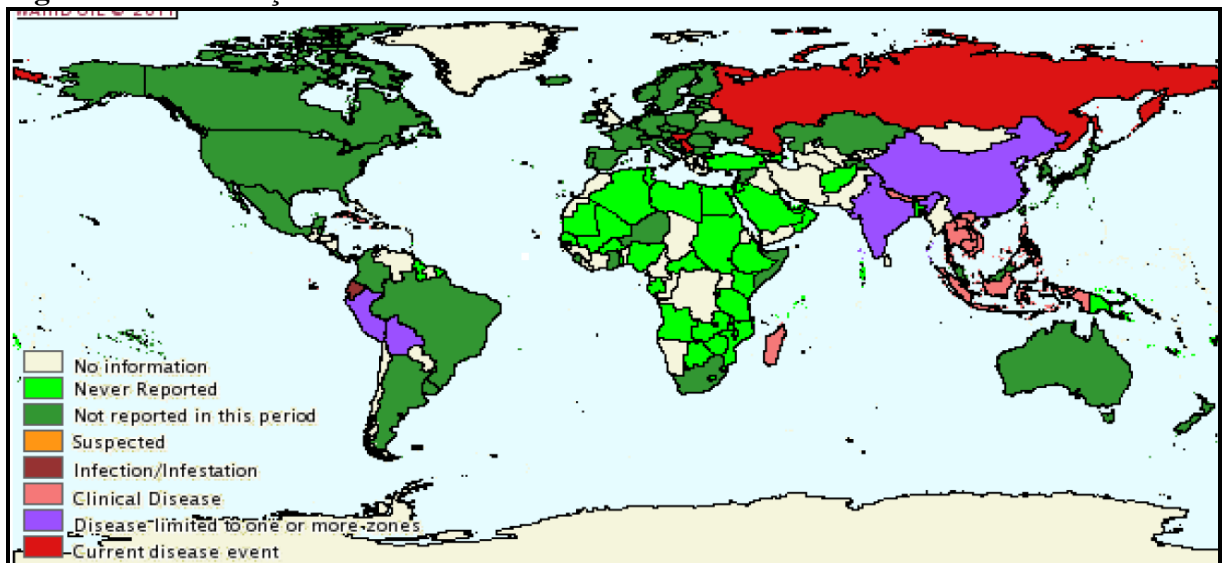 No information
Never Reported
Not reported in this period
Suspected
Infection/Infestation
Clinical Disease
Disease limited to one or more zones
Current disease event